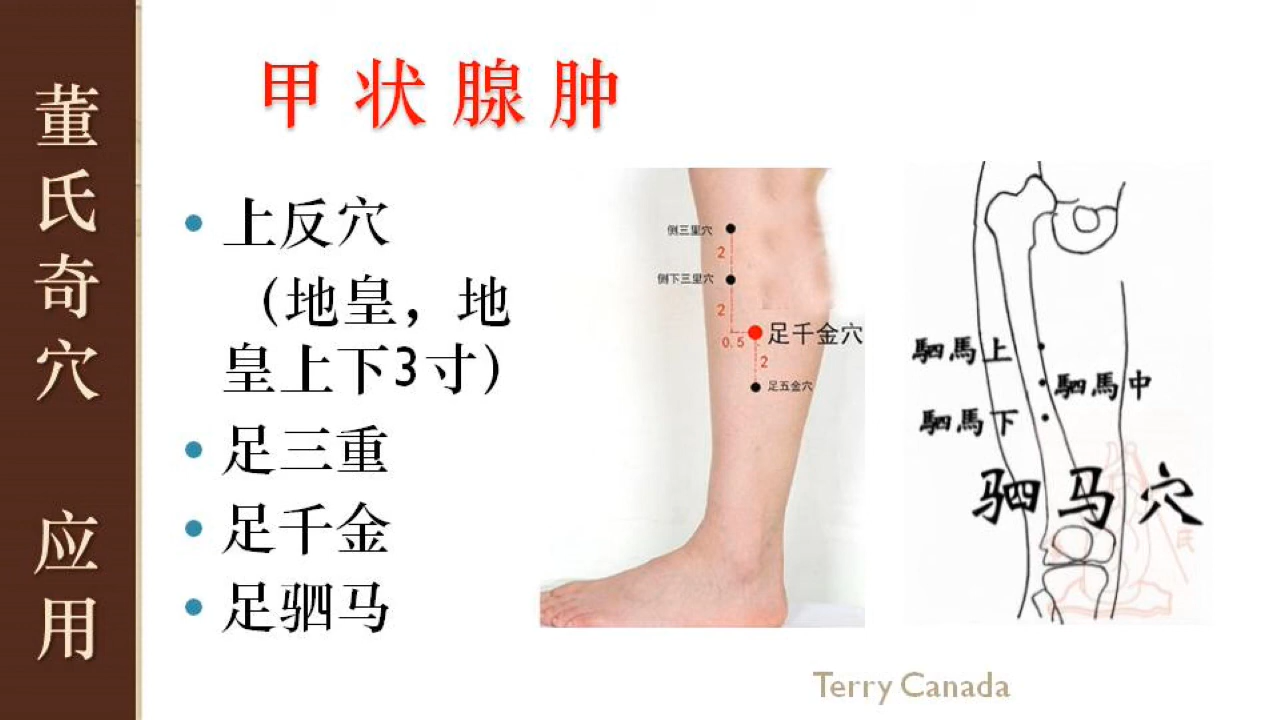 董氏奇穴 应用
甲状腺肿
上反穴
（地皇，地
皇上下3寸）
足三重
足千金
足驷马
侧三里穴
2
侧下三里穴
2
0.5
足千金穴
2
足五金穴
駟馬上
駟馬中
駟馬下
驷马穴
Terry Canada